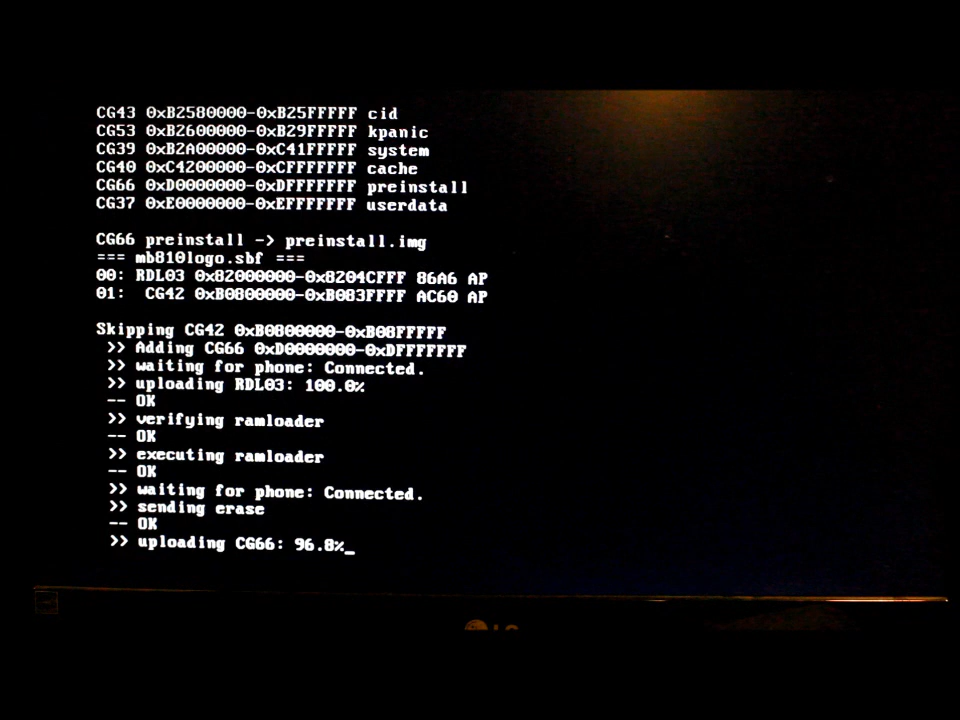 CG43 0xB2580000-0xB25FFFFF cid
CG53 0xB2600000-0xB29FFFFF kpanic
CG39 0xB2A00000-0xC41FFFFF system
CG40 0xC4200000-0xCFFFFFFF cache
CG66 0xD0000000-0xDFFFFFFF preinstall
CG37 0xE0000000-0xEFFFFFFF userdata
CG66 preinstall -> preinstall.img
=== mb810logo.sbf ===
00: RDL03 0x82000000-0x8204CFFF 86A6 AP
01:  CG42 0xB0800000-0xB083FFFF AC60 AP
Skipping CG42 0xB0800000-0xB08FFFFF
>> Adding CG66 0xD0000000-0xDFFFFFFF
>> waiting for phone: Connected.
>> uploading RDL03: 100.0%
-- OK
>> verifying ramloader
-- OK
>> executing ramloader
-- OK
>> waiting for phone: Connected.
>> sending erase
-- OK
>> uploading CG66: 96.8%_
LG